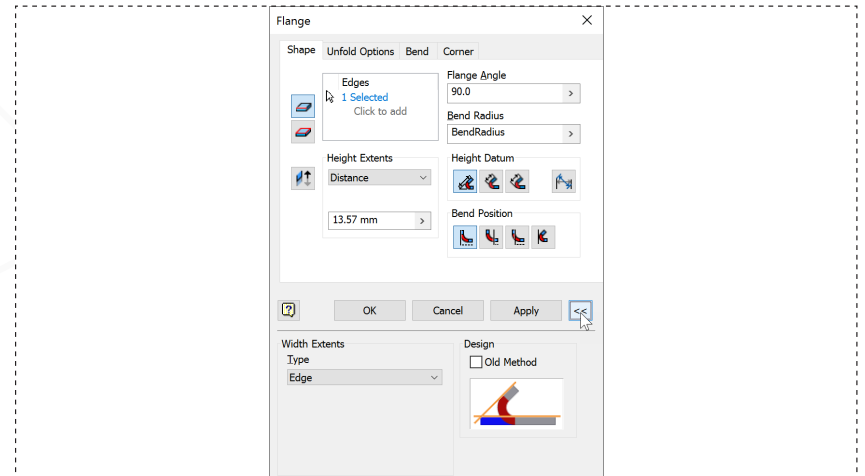 Flange
Shape Unfold Options Bend Corner
Edges
1 Selected
Click to add
Flange Angle
90.0 >
Bend Radius
BendRadius >
Height Extents
Distance
13.57 mm >
Height Datum
Bend Position
? OK Cancel Apply <<
Width Extents
Type
Edge
Design
Old Method